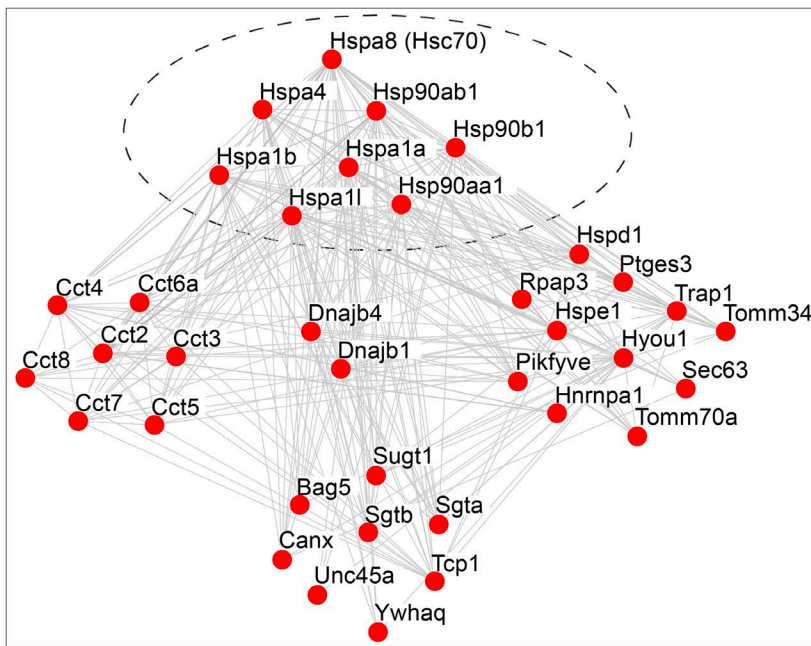 Hspa8 (Hsc70)
Hspa4
Hsp90ab1
Hsp90b1
Hspa1b
Hspa1a
Hspa1l
Hsp90aa1
Hspd1
Ptges3
Rpap3
Trap1
Tomm34
Cct4
Cct6a
Dnajb4
Hspe1
Hyou1
Cct2
Cct3
Dnajb1
Cct8
Pikfyve
Sec63
Cct7
Cct5
Hnrnpa1
Tomm70a
Sugt1
Bag5
Sgtb
Sgta
Canx
Unc45a
Tcp1
Ywhaq